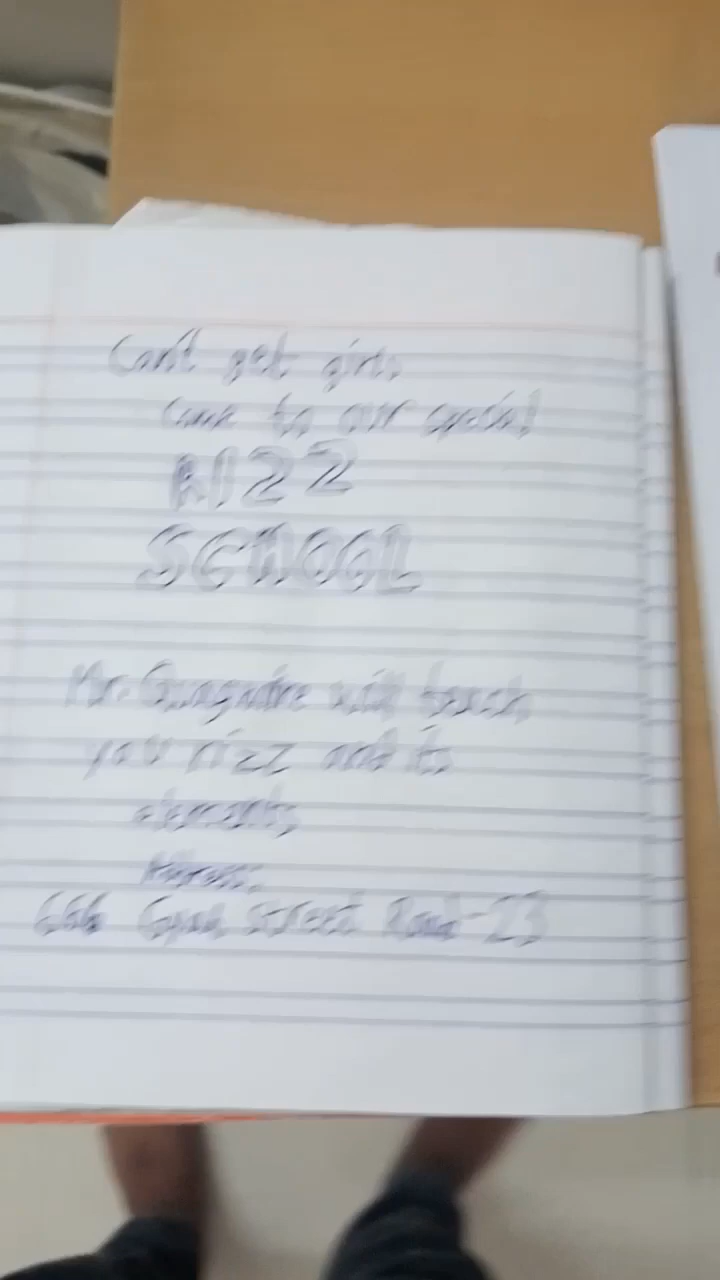 Can't get girls
come to our special
RIZZ
SCHOOL
Mr. will teach
you rizz and its
elements
Address:
666 Street Road-23